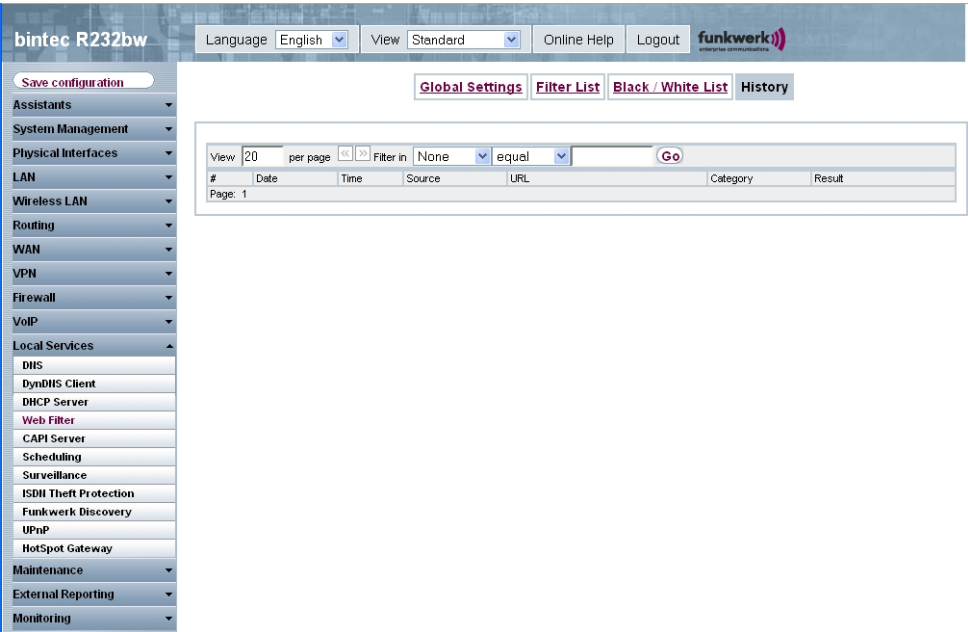 bintec R232bw
Language English View Standard Online Help Logout funkwerk
enterprise communications
Save configuration
Assistants
System Management
Physical Interfaces
LAN
Wireless LAN
Routing
WAN
VPN
Firewall
VoIP
Local Services
DNS
DynDNS Client
DHCP Server
Web Filter
CAPI Server
Scheduling
Surveillance
ISDN Theft Protection
Funkwerk Discovery
UPnP
HotSpot Gateway
Maintenance
External Reporting
Monitoring
Global Settings Filter List Black / White List History
View 20 per page << >> Filter in None equal Go
# Date Time Source URL Category Result
Page: 1